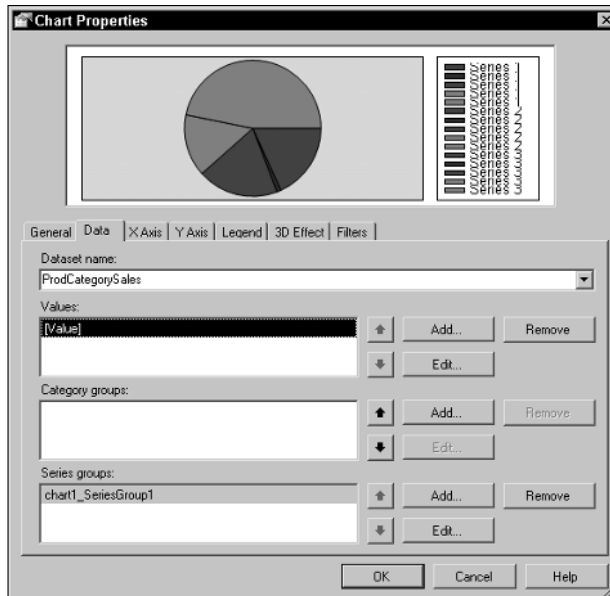 Chart Properties
Series 1
Series 1
Series 1
Series 1
Series 1
Series 2
Series 2
Series 2
Series 2
Series 2
Series 3
Series 3
Series 3
Series 3
Series 3
General Data X Axis Y Axis Legend 3D Effect Filters
Dataset name:
ProdCategorySales
Values:
[Value] Add... Remove
Edit...
Category groups:
Add... Remove
Edit...
Series groups:
chart1_SeriesGroup1 Add... Remove
Edit...
OK Cancel Help